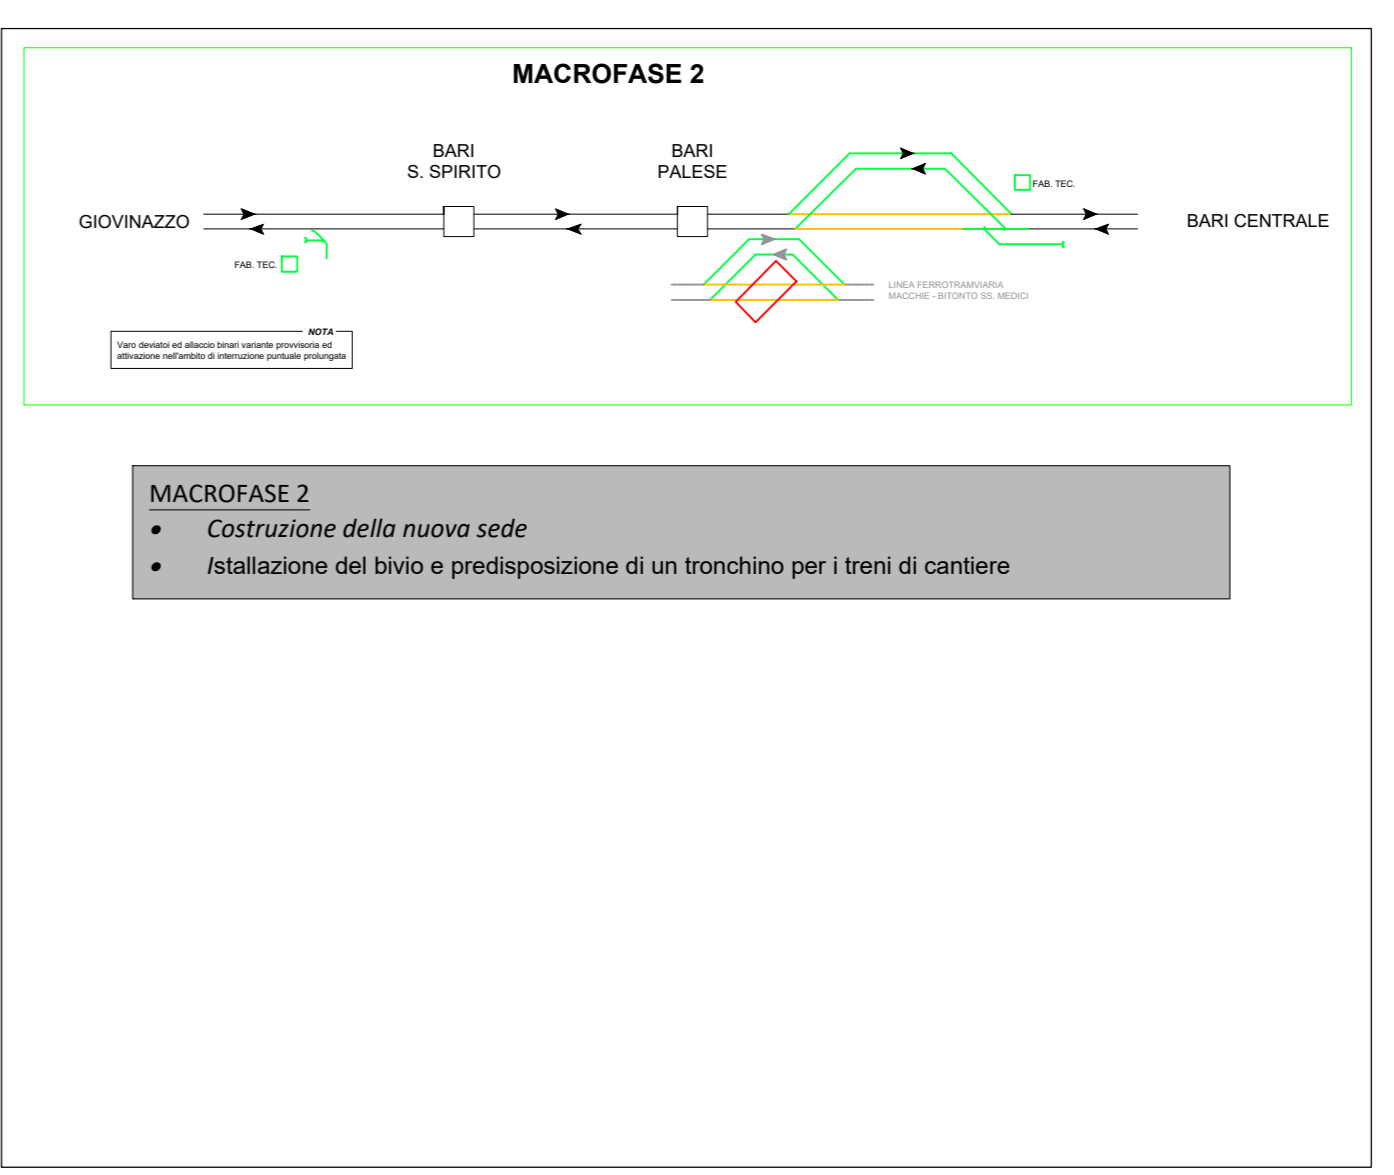 MACROFASE 2
BARI
S. SPIRITO
BARI
PALESE
FAB. TEC.
GIOVINAZZO
BARI CENTRALE
FAB. TEC.
LINEA FERROTRAMVIARIA
MACCHIE - BITONTO SS. MEDICI
NOTA
Varo deviatoi ed allaccio binari variante provvisoria ed
attivazione nell'ambito di interruzione puntuale prolungata
MACROFASE 2
• Costruzione della nuova sede
• Istallazione del bivio e predisposizione di un tronchino per i treni di cantiere